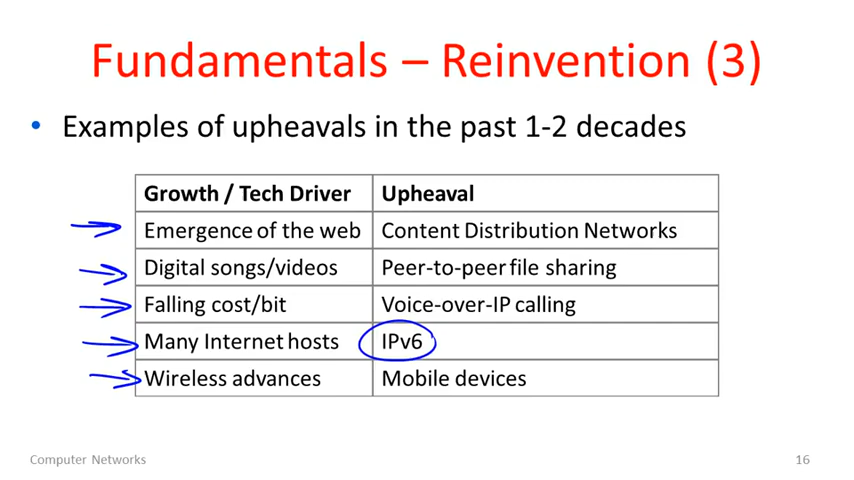 Fundamentals – Reinvention (3)
• Examples of upheavals in the past 1-2 decades
Growth / Tech Driver Upheaval
Emergence of the web Content Distribution Networks
Digital songs/videos Peer-to-peer file sharing
Falling cost/bit Voice-over-IP calling
Many Internet hosts IPv6
Wireless advances Mobile devices
Computer Networks 16